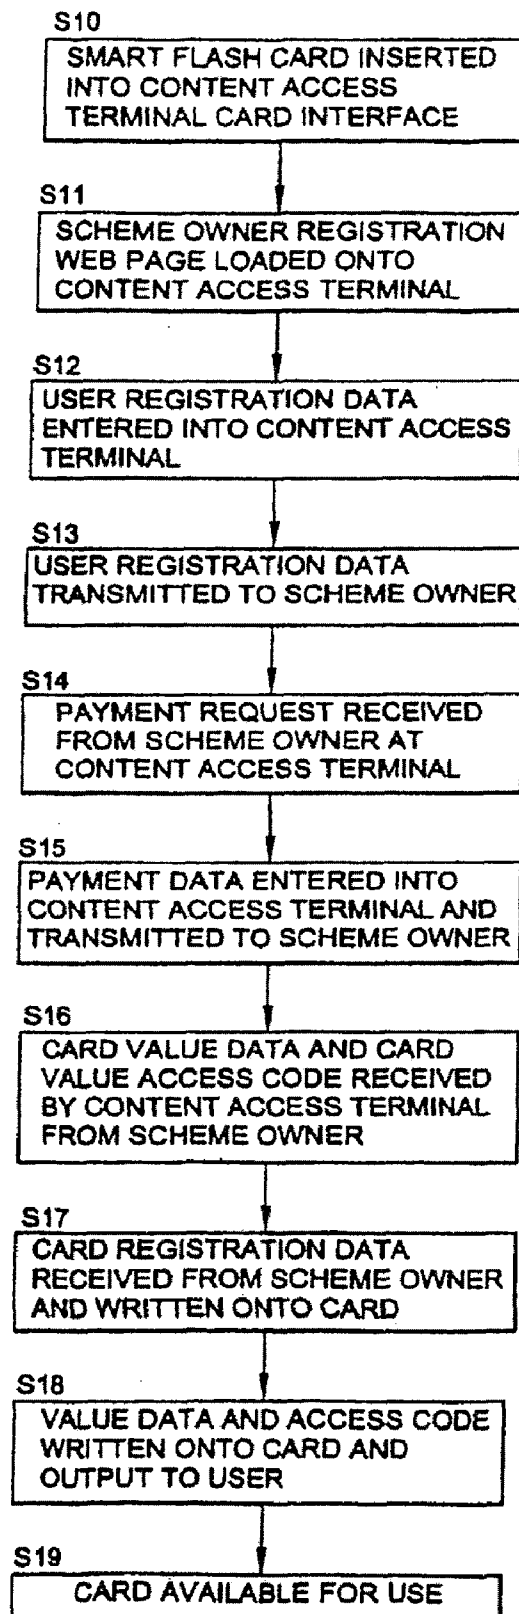 S10
SMART FLASH CARD INSERTED
INTO CONTENT ACCESS
TERMINAL CARD INTERFACE
S11
SCHEME OWNER REGISTRATION
WEB PAGE LOADED ONTO
CONTENT ACCESS TERMINAL
S12
USER REGISTRATION DATA
ENTERED INTO CONTENT ACCESS
TERMINAL
S13
USER REGISTRATION DATA
TRANSMITTED TO SCHEME OWNER
S14
PAYMENT REQUEST RECEIVED
FROM SCHEME OWNER AT
CONTENT ACCESS TERMINAL
S15
PAYMENT DATA ENTERED INTO
CONTENT ACCESS TERMINAL AND
TRANSMITTED TO SCHEME OWNER
S16
CARD VALUE DATA AND CARD
VALUE ACCESS CODE RECEIVED
BY CONTENT ACCESS TERMINAL
FROM SCHEME OWNER
S17
CARD REGISTRATION DATA
RECEIVED FROM SCHEME OWNER
AND WRITTEN ONTO CARD
S18
VALUE DATA AND ACCESS CODE
WRITTEN ONTO CARD AND
OUTPUT TO USER
S19
CARD AVAILABLE FOR USE